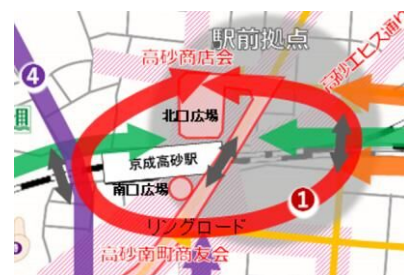 駅前拠点
高砂商店会
高砂エビス通り
4
北口広場
京成高砂駅
南口広場
1
リングロード
高砂南町商友会